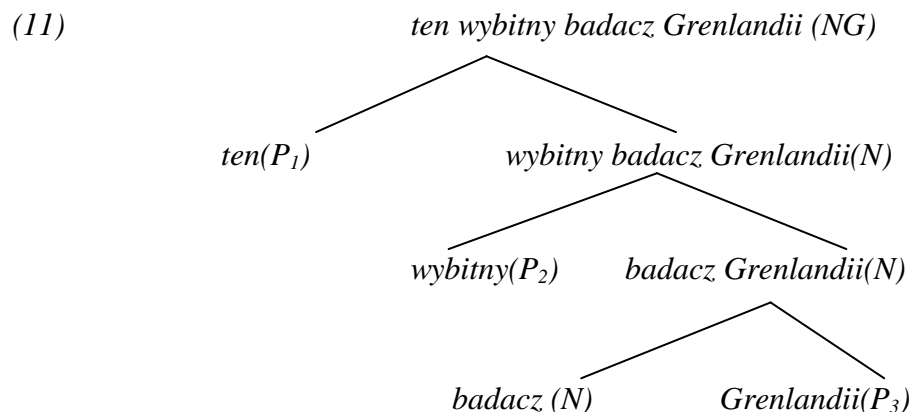 (11) ten wybitny badacz Grenlandii (NG)
ten(P₁) wybitny badacz Grenlandii(N)
wybitny(P₂) badacz Grenlandii(N)
badacz (N) Grenlandii(P₃)